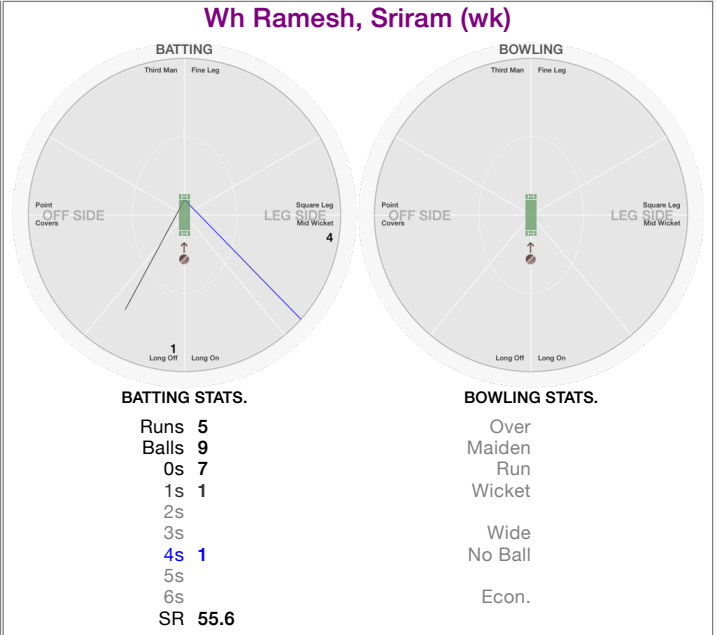 Wh Ramesh, Sriram (wk)
BATTING
Third Man Fine Leg
Point
OFF SIDE
Covers
Square Leg
LEG SIDE
Mid Wicket
4
1
Long Off Long On
BOWLING
Third Man Fine Leg
Point
OFF SIDE
Covers
Square Leg
LEG SIDE
Mid Wicket
Long Off Long On
BATTING STATS.
Runs 5
Balls 9
0s 7
1s 1
2s
3s
4s 1
5s
6s
SR 55.6
BOWLING STATS.
Over
Maiden
Run
Wicket
Wide
No Ball
Econ.